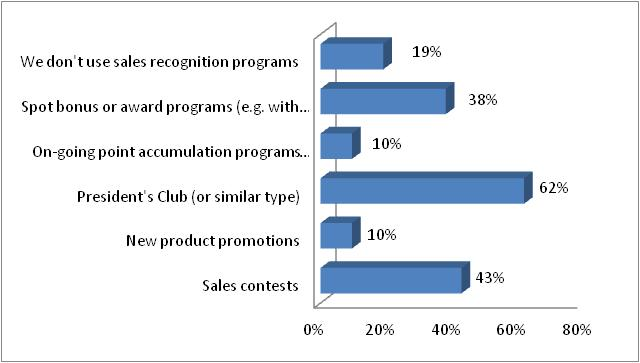 We don't use sales recognition programs 19%
Spot bonus or award programs (e.g. with... 38%
On-going point accumulation programs... 10%
President's Club (or similar type) 62%
New product promotions 10%
Sales contests 43%
0% 20% 40% 60% 80%